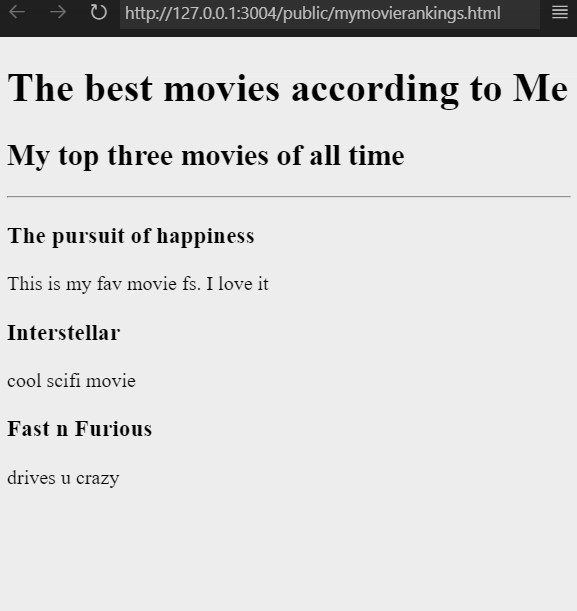 http://127.0.0.1:3004/public/mymovierankings.html
The best movies according to Me
My top three movies of all time
The pursuit of happiness
This is my fav movie fs. I love it
Interstellar
cool scifi movie
Fast n Furious
drives u crazy